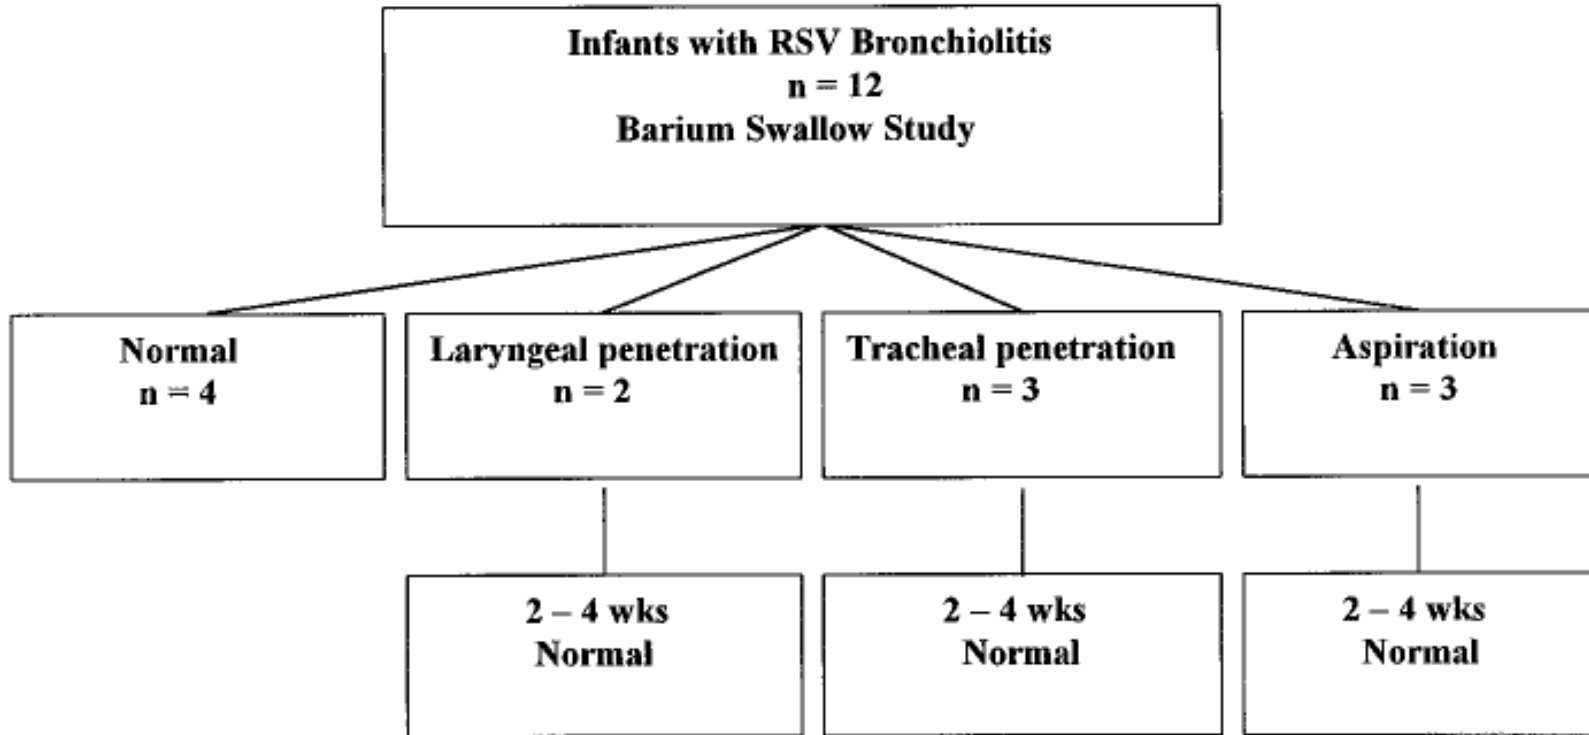 Infants with RSV Bronchiolitis
n = 12
Barium Swallow Study
Normal
n = 4
Laryngeal penetration
n = 2
Tracheal penetration
n = 3
Aspiration
n = 3
2 – 4 wks
Normal
2 – 4 wks
Normal
2 – 4 wks
Normal